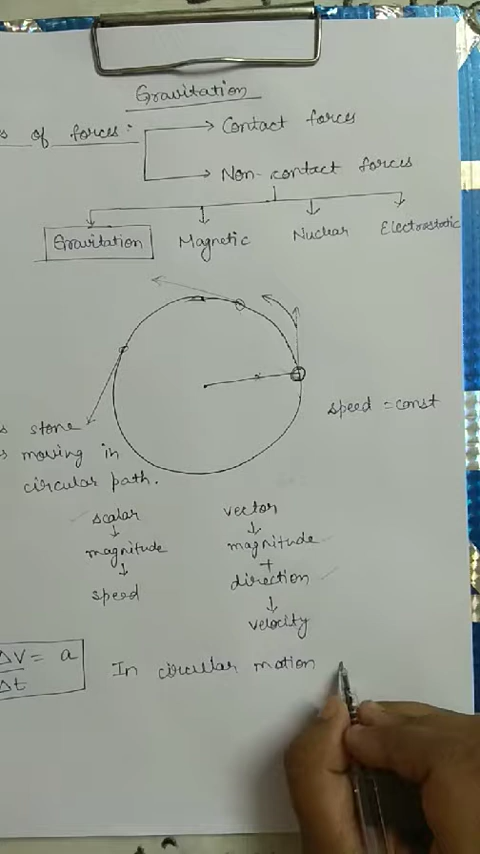 Gravitation
s of forces:
Contact forces
Non-contact forces
Gravitation Magnetic Nuclear Electrostatic
speed = const
s stone
s moving in
circular path.
scalar vector
magnitude magnitude
+
speed direction
velocity
ΔV/Δt = a
In circular motion